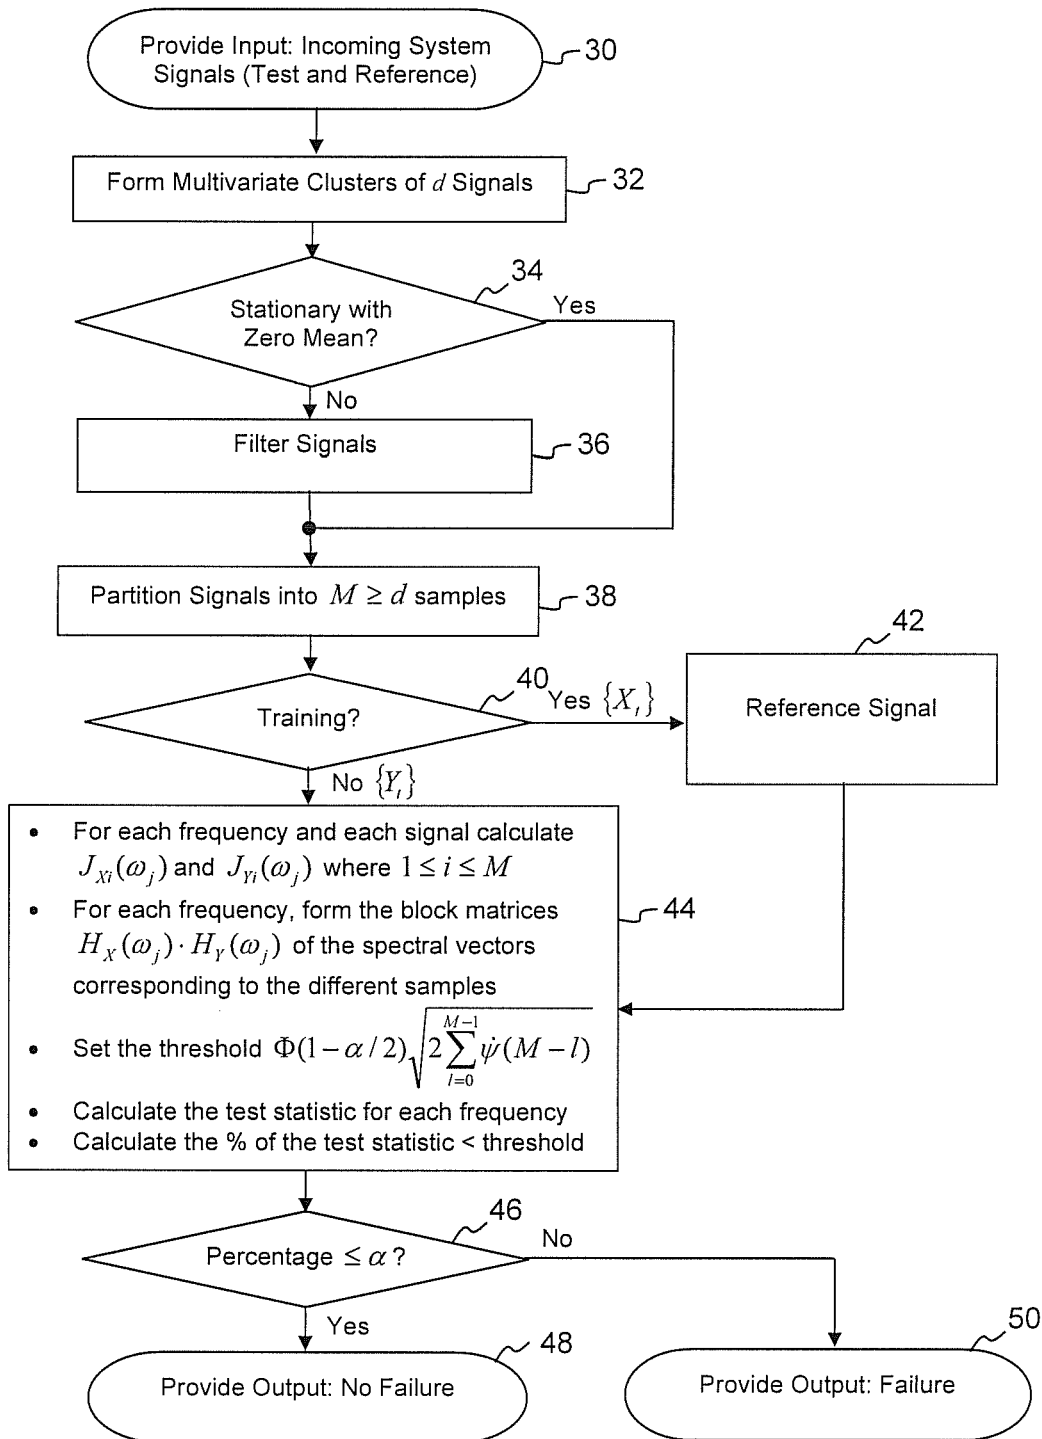 Provide Input: Incoming System
Signals (Test and Reference)
30
Form Multivariate Clusters of d Signals
32
34
Stationary with
Zero Mean?
Yes
No
Filter Signals
36
Partition Signals into M ≥ d samples
38
42
40
Training?
Yes {X_t}
Reference Signal
No {Y_t}
• For each frequency and each signal calculate
J_{Xi}(ω_j) and J_{Yi}(ω_j) where 1 ≤ i ≤ M
• For each frequency, form the block matrices
44
H_X(ω_j) · H_Y(ω_j) of the spectral vectors
corresponding to the different samples
• Set the threshold Φ(1−α/2)√(2∑_{l=0}^{M−1} ψ̇(M−l))
• Calculate the test statistic for each frequency
• Calculate the % of the test statistic < threshold
46
Percentage ≤ α ?
No
Yes
48
50
Provide Output: No Failure
Provide Output: Failure